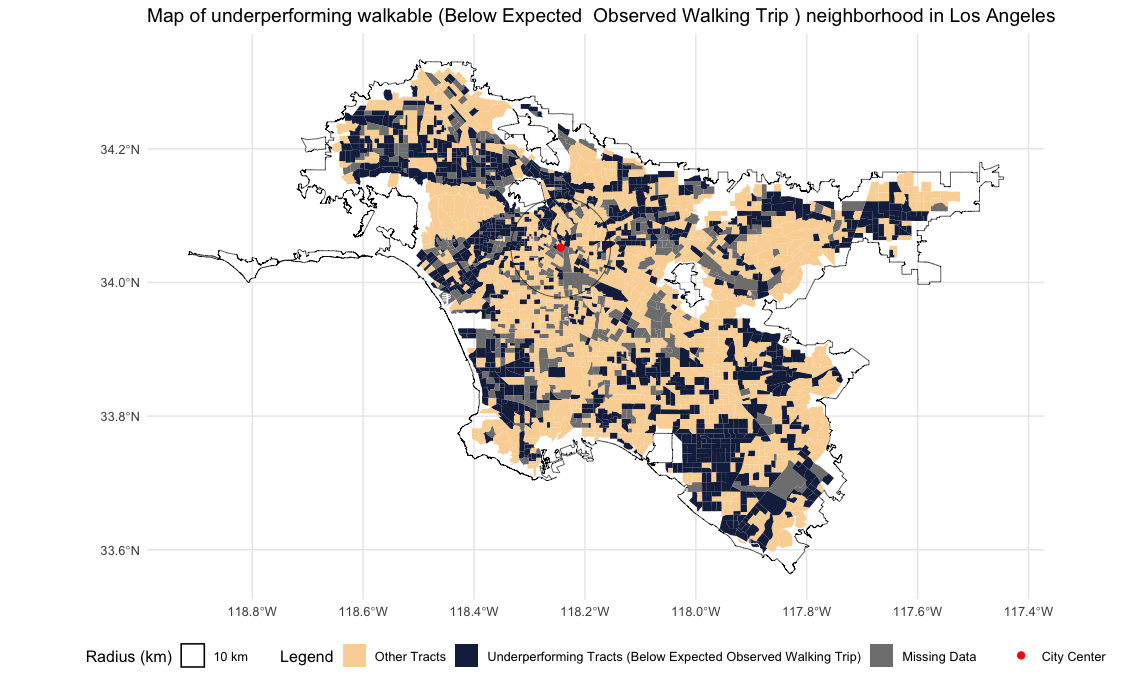 Map of underperforming walkable (Below Expected  Observed Walking Trip ) neighborhood in Los Angeles
34.2°N
34.0°N
33.8°N
33.6°N
118.8°W 118.6°W 118.4°W 118.2°W 118.0°W 117.8°W 117.6°W 117.4°W
Radius (km) 10 km Legend Other Tracts Underperforming Tracts (Below Expected Observed Walking Trip) Missing Data City Center